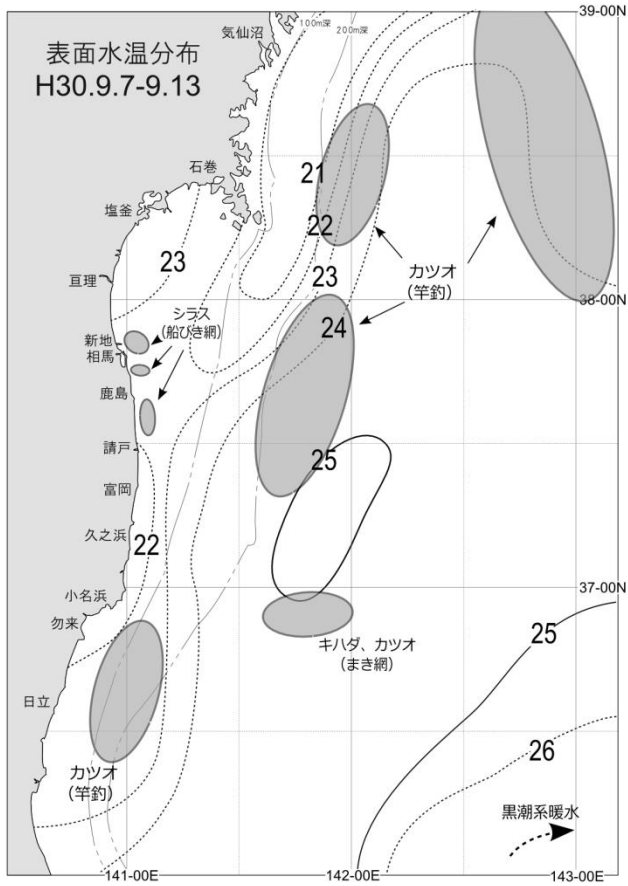 39-00N
気仙沼
100m深
200m深
表面水温分布
H30.9.7-9.13
石巻
21
塩釜
22
23
亘理
カツオ
(竿釣)
23
38-00N
シラス
(船びき網)
24
新地
相馬
鹿島
請戸
25
富岡
久之浜
22
37-00N
小名浜
勿来
25
キハダ、カツオ
(まき網)
日立
26
カツオ
(竿釣)
黒潮系暖水
141-00E
142-00E
143-00E